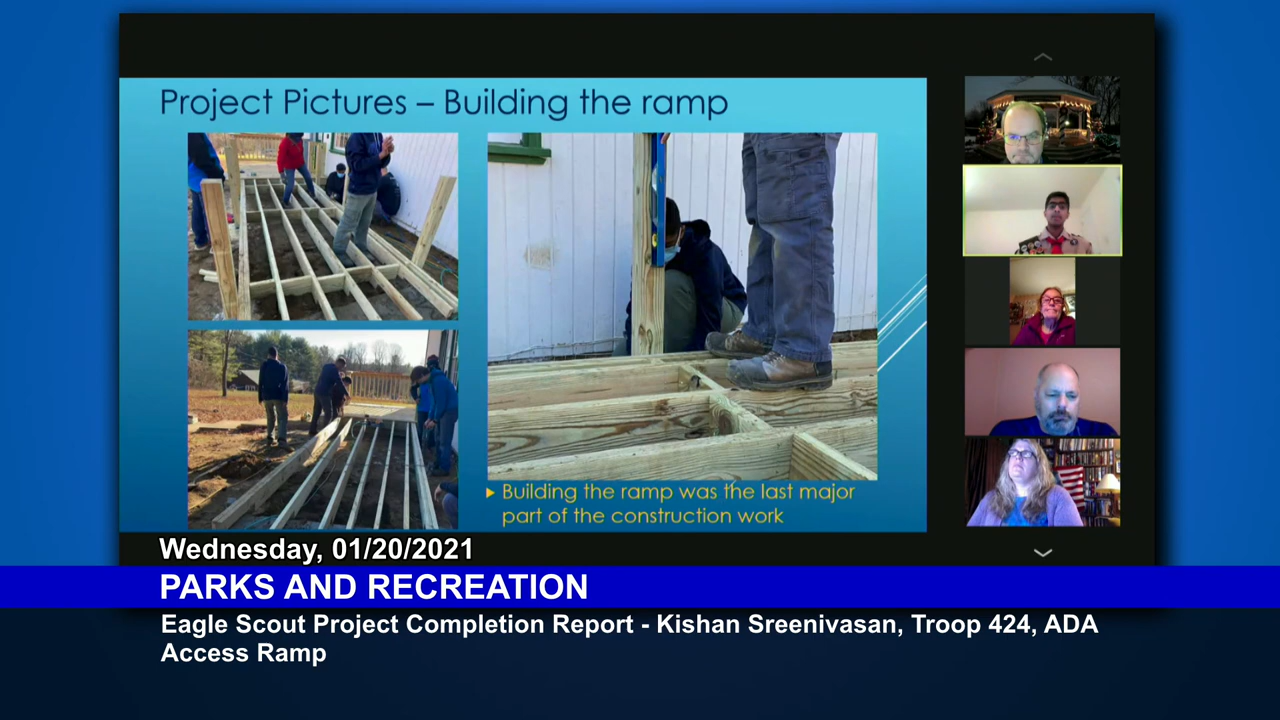 Project Pictures – Building the ramp
Building the ramp was the last major
part of the construction work
Wednesday, 01/20/2021
PARKS AND RECREATION
Eagle Scout Project Completion Report - Kishan Sreenivasan, Troop 424, ADA
Access Ramp